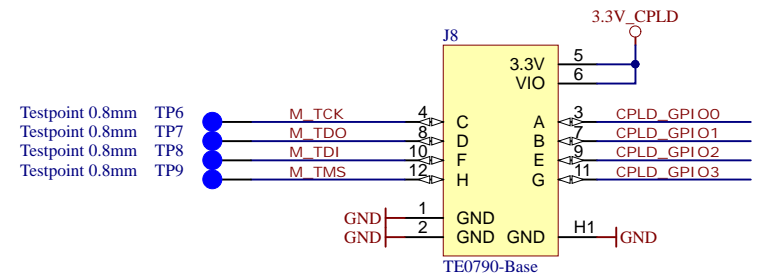 3.3V_CPLD
J8
3.3V 5
VIO 6
Testpoint 0.8mm TP6 M_TCK 4 C A 3 CPLD_GPIO0
Testpoint 0.8mm TP7 M_TDO 8 D B 7 CPLD_GPIO1
Testpoint 0.8mm TP8 M_TDI 10 F E 9 CPLD_GPIO2
Testpoint 0.8mm TP9 M_TMS 12 H G 11 CPLD_GPIO3
GND 1 GND
GND 2 GND GND H1 GND
TE0790-Base